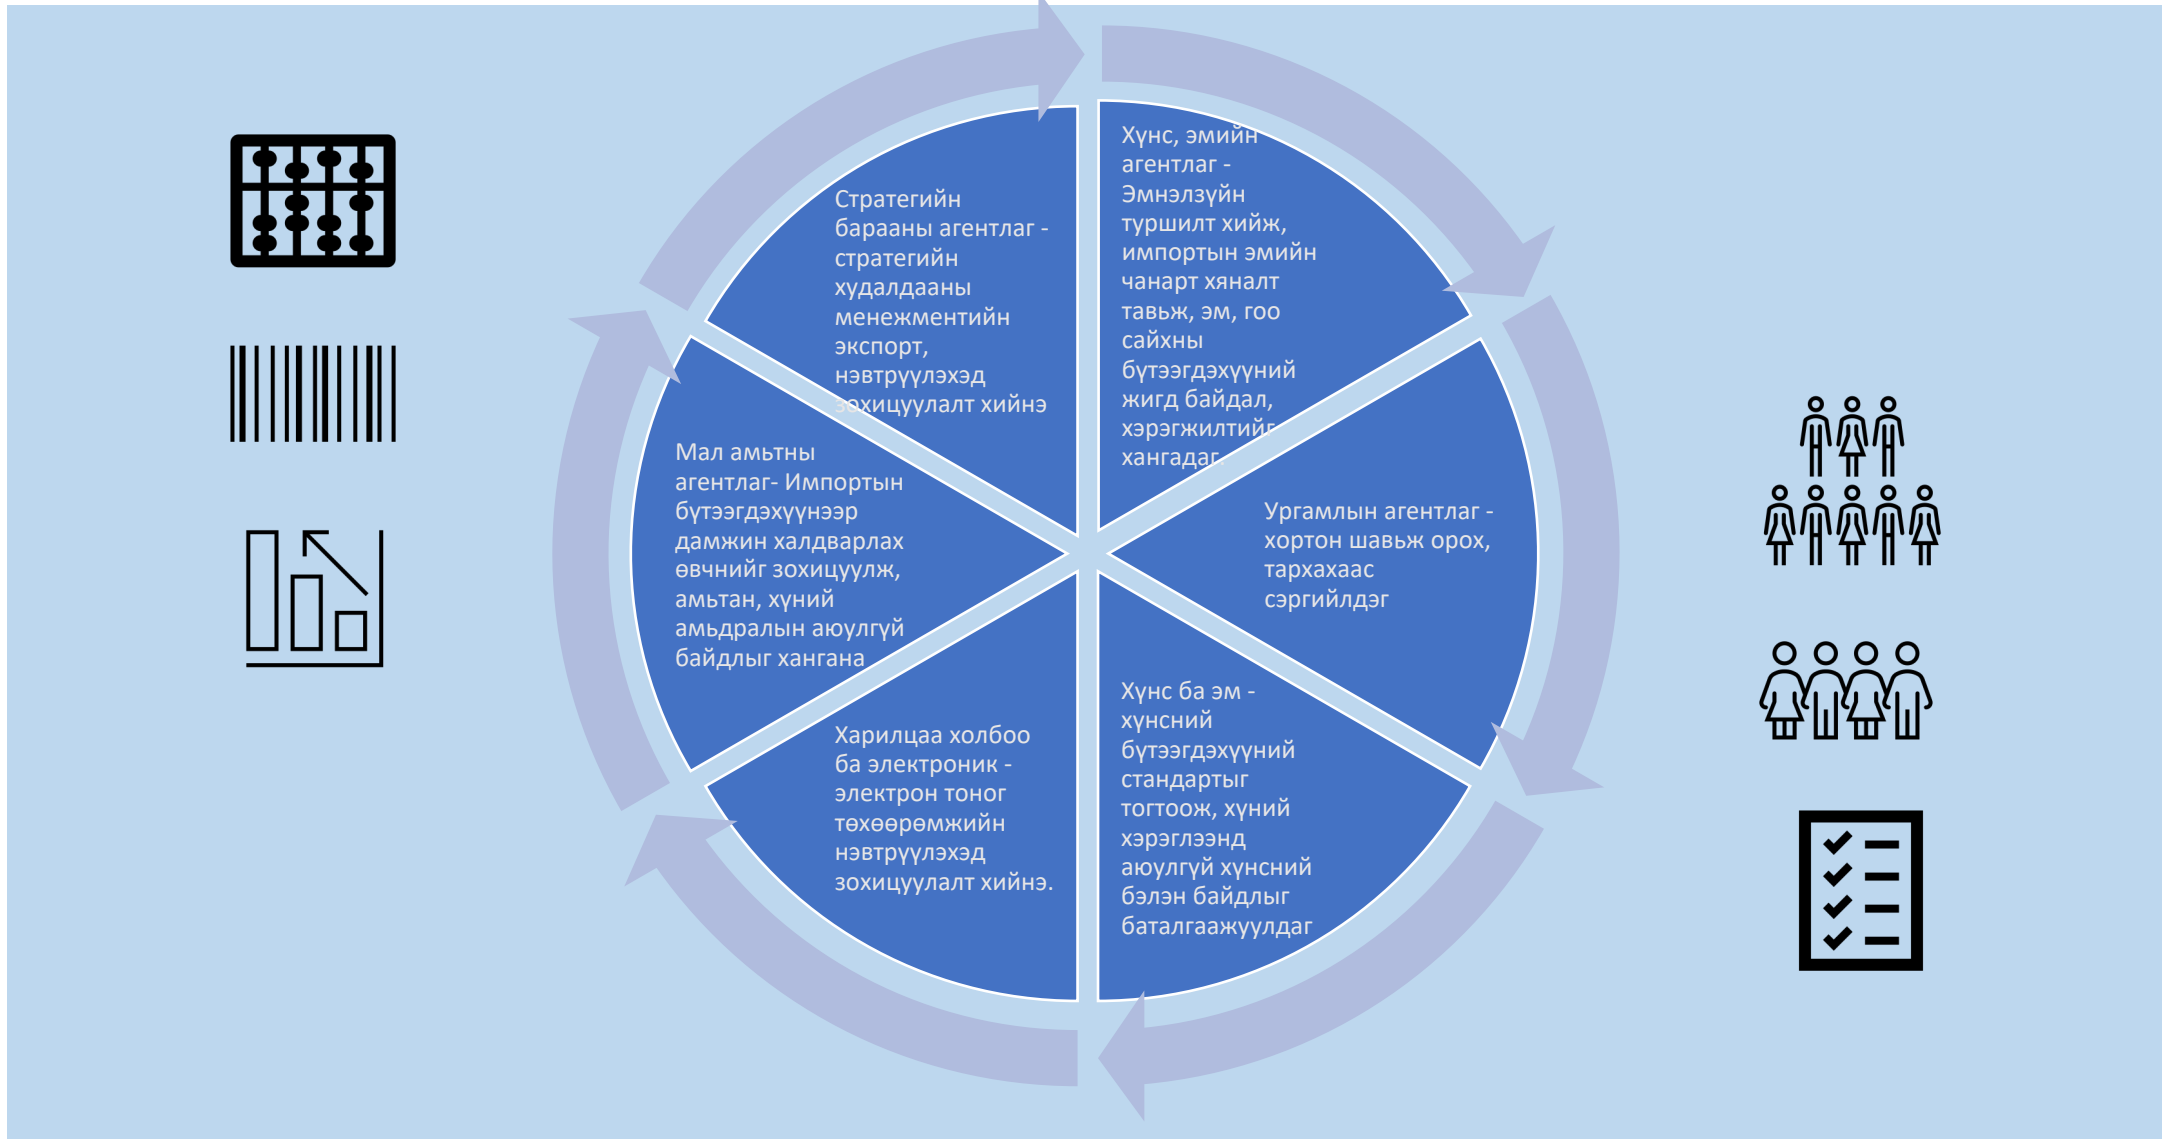 Хүнс, эмийн
агентлаг -
Эмнэлзүйн
туршилт хийж,
импортын эмийн
чанарт хяналт
тавьж, эм, гоо
сайхны
бүтээгдэхүүний
жигд байдал,
хэрэгжилтийг
хангадаг.
Ургамлын агентлаг -
хортон шавьж орох,
тархахаас
сэргийлдэг
Хүнс ба эм -
хүнсний
бүтээгдэхүүний
стандартыг
тогтоож, хүний
хэрэглээнд
аюулгүй хүнсний
бэлэн байдлыг
баталгаажуулдаг
Харилцаа холбоо
ба электроник -
электрон тоног
төхөөрөмжийн
нэвтрүүлэхэд
зохицуулалт хийнэ.
Мал амьтны
агентлаг- Импортын
бүтээгдэхүүнээр
дамжин халдварлах
өвчнийг зохицуулж,
амьтан, хүний
амьдралын аюулгүй
байдлыг хангана
Стратегийн
барааны агентлаг -
стратегийн
худалдааны
менежментийн
экспорт,
нэвтрүүлэхэд
зохицуулалт хийнэ